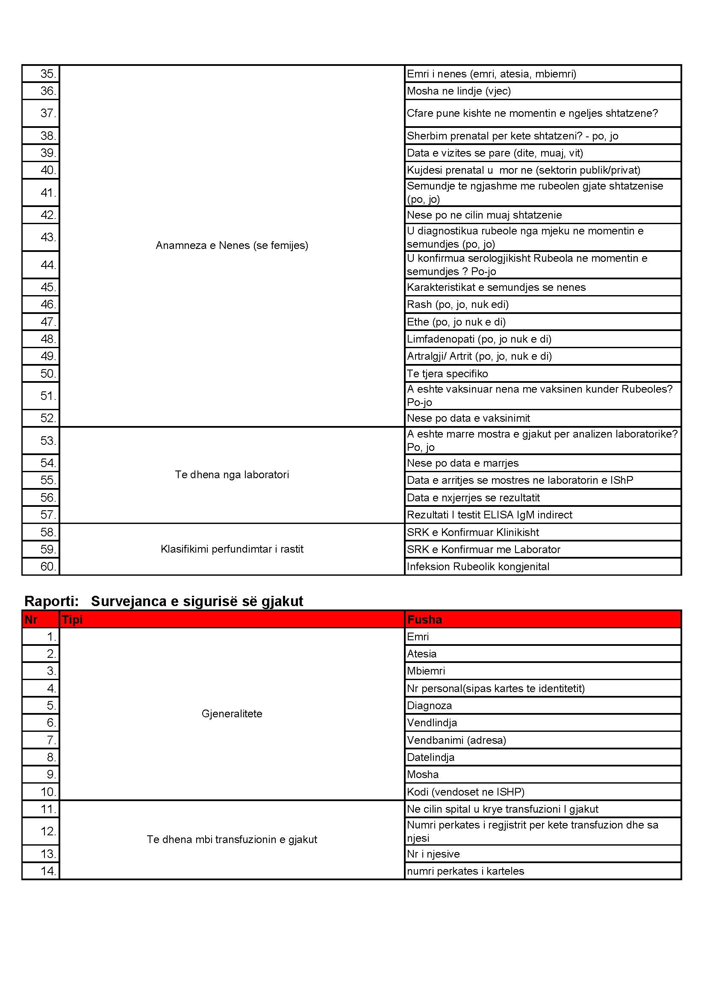 35. Emri i nenes (emri, atesia, mbiemri)
36. Mosha ne lindje (vjec)
37. Cfare pune kishte ne momentin e ngeljes shtatzene?
38. Sherbim prenatal per kete shtatzeni? - po, jo
39. Data e vizites se pare (dite, muaj, vit)
40. Kujdesi prenatal u  mor ne (sektorin publik/privat)
41. Semundje te ngjashme me rubeolen gjate shtatzenise
(po, jo)
42. Nese po ne cilin muaj shtatzenie
43. U diagnostikua rubeole nga mjeku ne momentin e
semundjes (po, jo)
Anamneza e Nenes (se femijes)
44. U konfirmua serologjikisht Rubeola ne momentin e
semundjes ? Po-jo
45. Karakteristikat e semundjes se nenes
46. Rash (po, jo, nuk edi)
47. Ethe (po, jo nuk e di)
48. Limfadenopati (po, jo nuk e di)
49. Artralgji/ Artrit (po, jo, nuk e di)
50. Te tjera specifiko
51. A eshte vaksinuar nena me vaksinen kunder Rubeoles?
Po-jo
52. Nese po data e vaksinimit
53. A eshte marre mostra e gjakut per analizen laboratorike?
Po, jo
54. Nese po data e marrjes
Te dhena nga laboratori
55. Data e arritjes se mostres ne laboratorin e IShP
56. Data e nxjerrjes se rezultatit
57. Rezultati I testit ELISA IgM indirect
58. SRK e Konfirmuar Klinikisht
59. Klasifikimi perfundimtar i rastit SRK e Konfirmuar me Laborator
60. Infeksion Rubeolik kongjenital
Raporti: Survejanca e sigurisë së gjakut
Nr Tipi Fusha
1. Emri
2. Atesia
3. Mbiemri
4. Nr personal(sipas kartes te identitetit)
5. Diagnoza
Gjeneralitete
6. Vendlindja
7. Vendbanimi (adresa)
8. Datelindja
9. Mosha
10. Kodi (vendoset ne ISHP)
11. Ne cilin spital u krye transfuzioni I gjakut
12. Numri perkates i regjistrit per kete transfuzion dhe sa
njesi
Te dhena mbi transfuzionin e gjakut
13. Nr i njesive
14. numri perkates i karteles